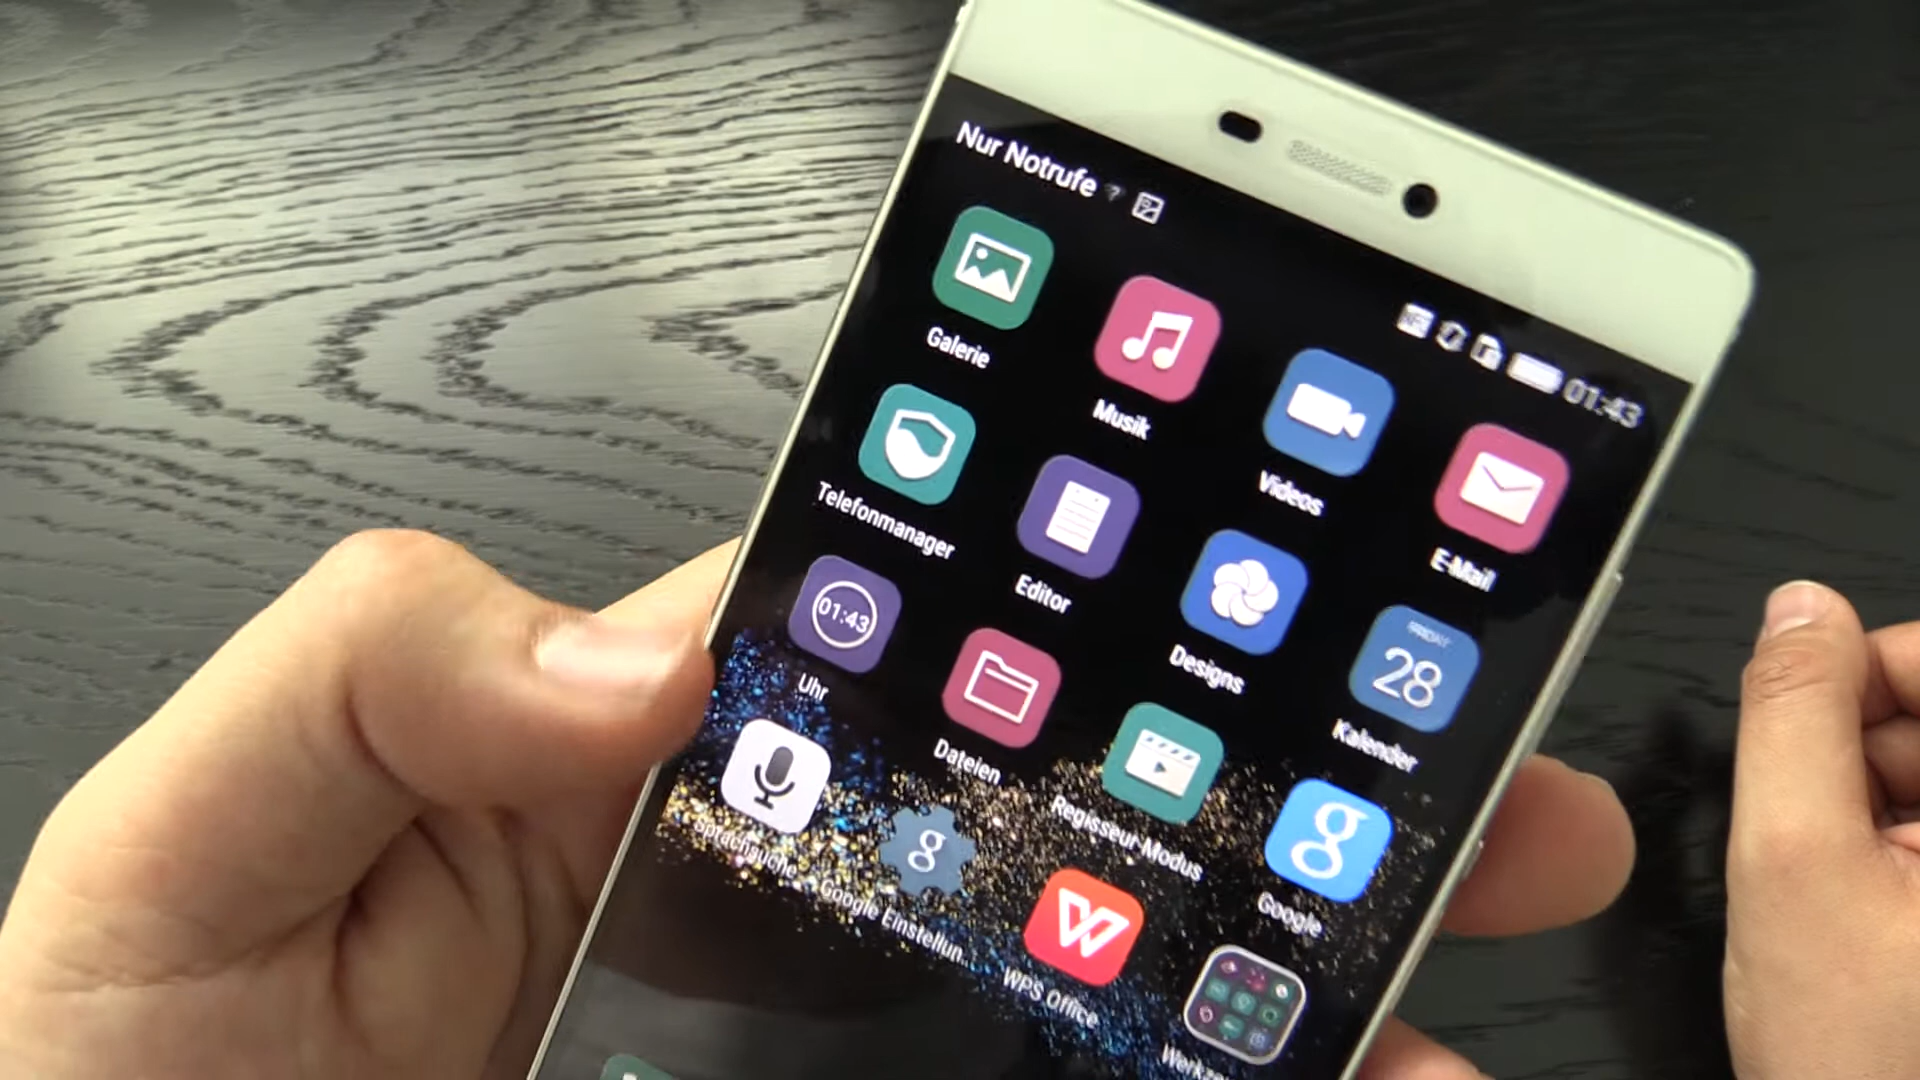 Nur Notrufe ?
01:43
Galerie
Musik
Videos
E-Mail
Telefonmanager
Editor
Designs
FRIDAY
28
Kalender
01:43
Uhr
Dateien
Regisseur-Modus
g
Google
Sprachsuche
g
Google Einstellun...
W
WPS Office